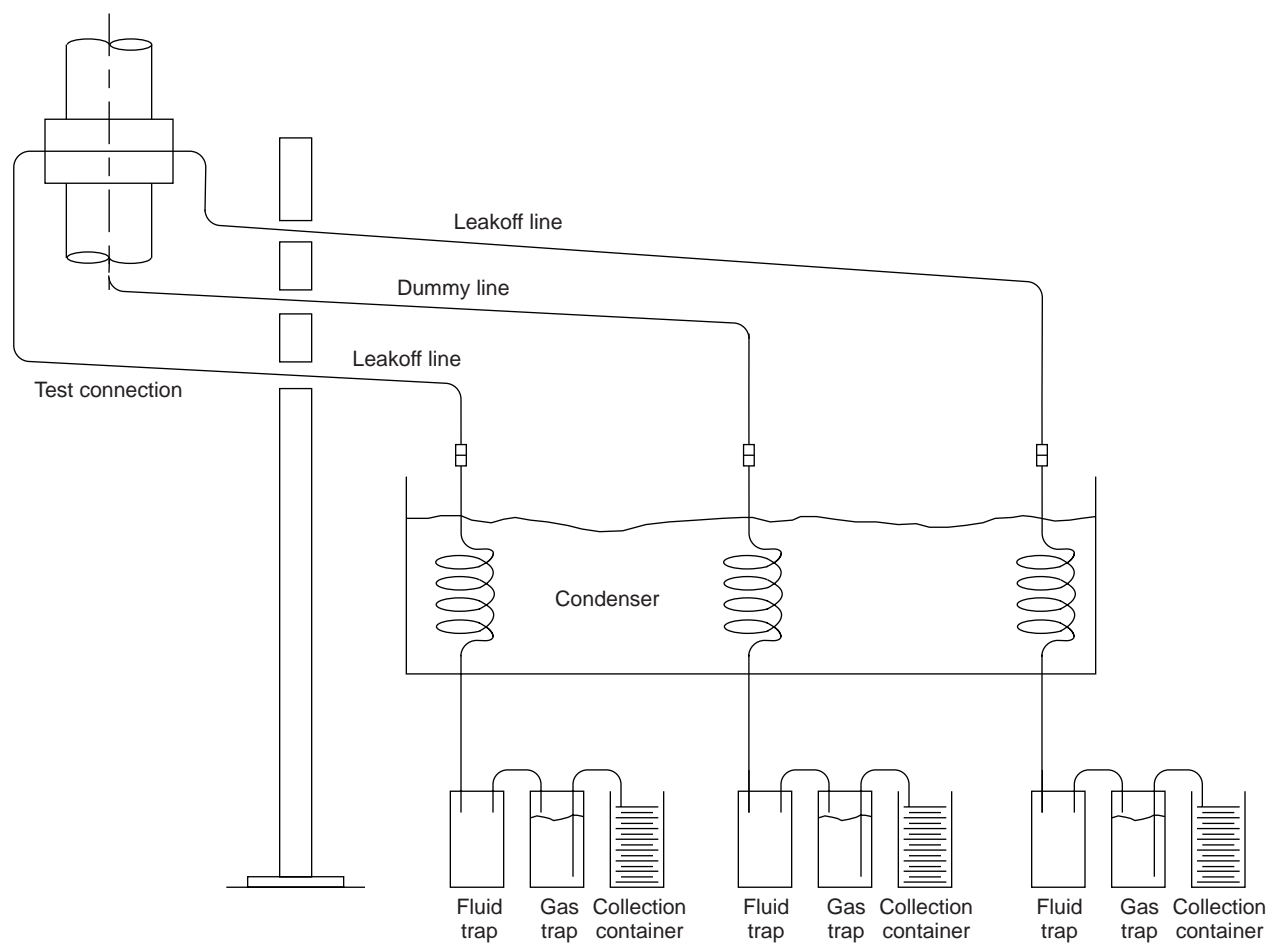 Leakoff line
Dummy line
Leakoff line
Test connection
Condenser
Fluid
trap
Gas
trap
Collection
container
Fluid
trap
Gas
trap
Collection
container
Fluid
trap
Gas
trap
Collection
container